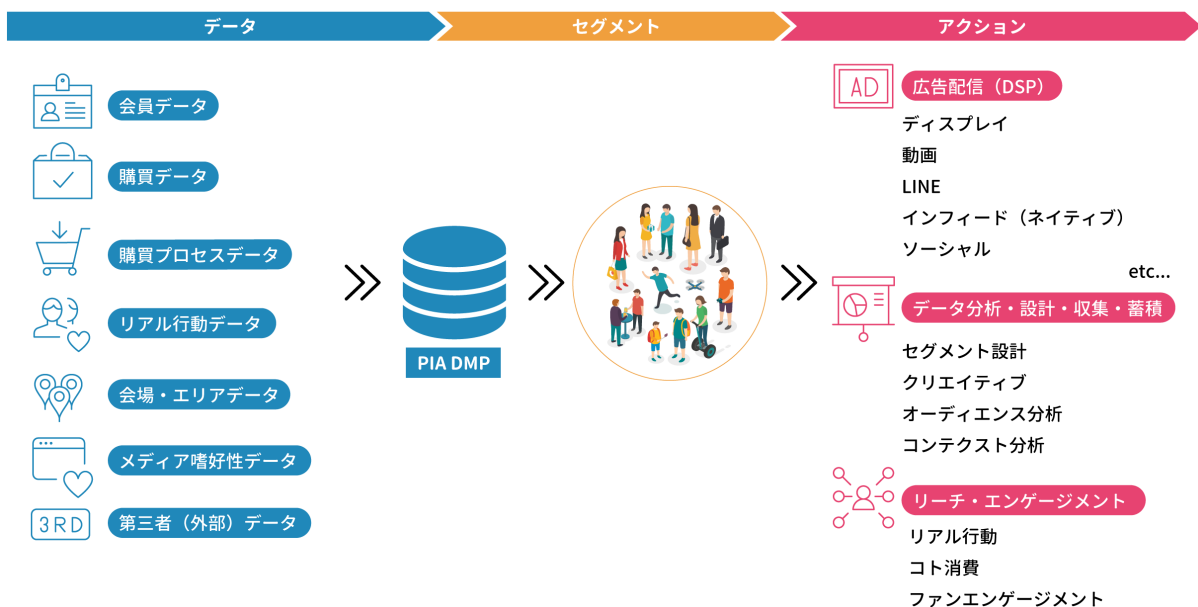 データ
セグメント
アクション
会員データ
購買データ
購買プロセスデータ
リアル行動データ
会場・エリアデータ
メディア嗜好性データ
3RD
第三者（外部）データ
PIA DMP
AD
広告配信（DSP）
ディスプレイ
動画
LINE
インフィード（ネイティブ）
ソーシャル
etc...
データ分析・設計・収集・蓄積
セグメント設計
クリエイティブ
オーディエンス分析
コンテクスト分析
リーチ・エンゲージメント
リアル行動
コト消費
ファンエンゲージメント